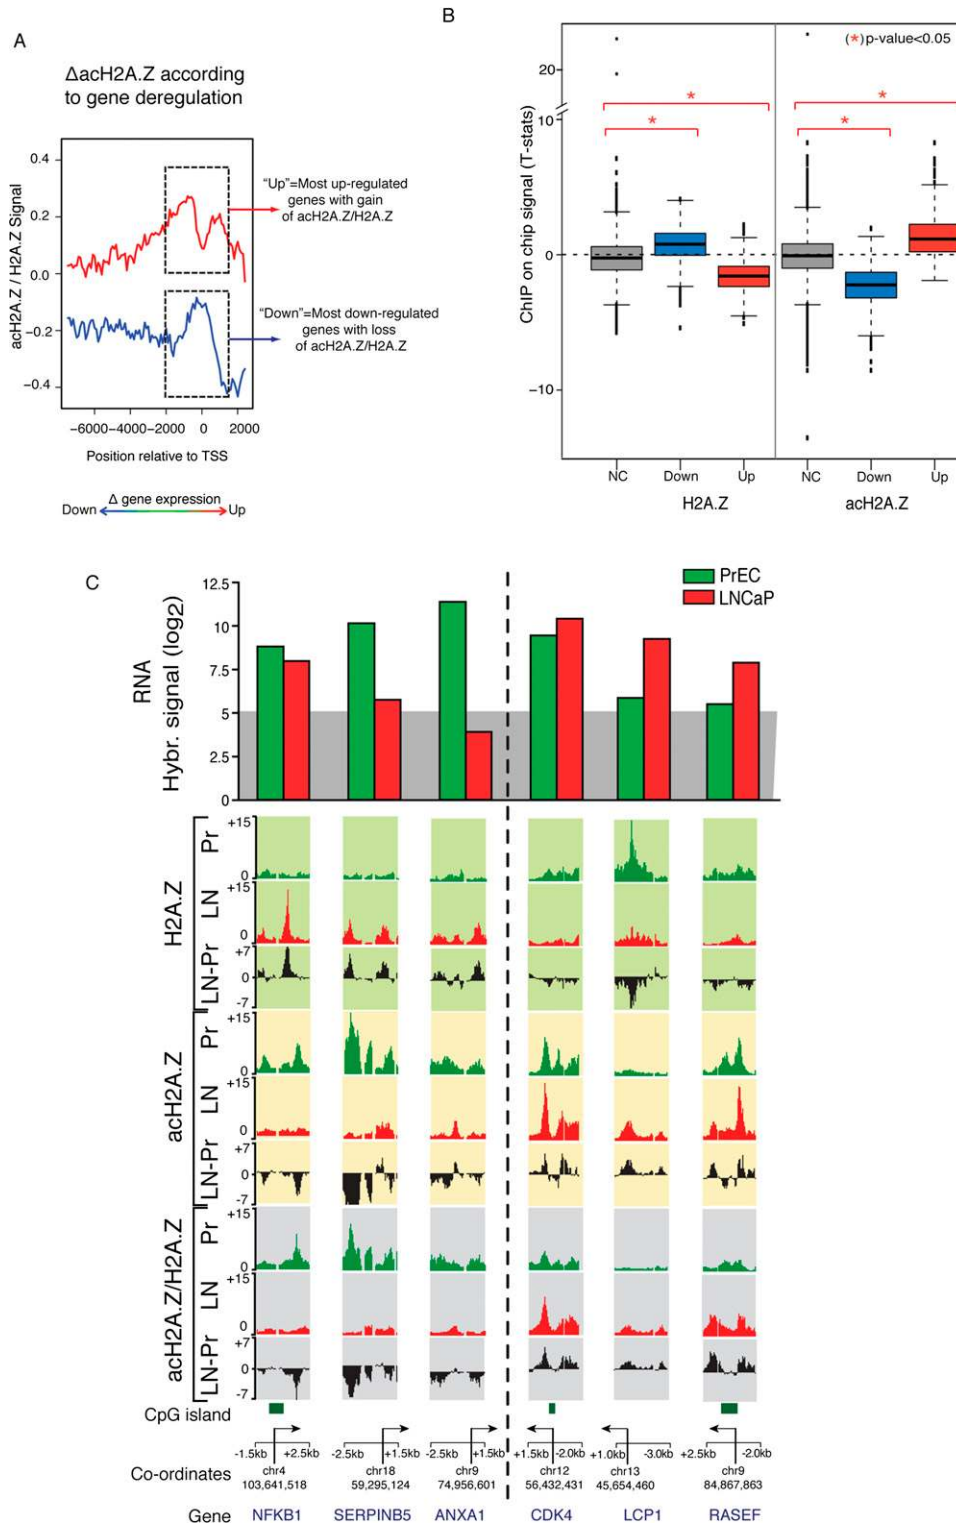 A
ΔacH2A.Z according
to gene deregulation
acH2A.Z / H2A.Z Signal
0.4
0.2
0.0
-0.2
-0.4
"Up"=Most up-regulated
genes with gain
of acH2A.Z/H2A.Z
"Down"=Most down-regulated
genes with loss
of acH2A.Z/H2A.Z
-6000 -4000 -2000 0 2000
Position relative to TSS
Δ gene expression
Down Up
B
(*)p-value<0.05
ChIP on chip signal (T-stats)
20
10
0
-10
* * * *
NC Down Up NC Down Up
H2A.Z acH2A.Z
C
PrEC
LNCaP
RNA
Hybr. signal (log2)
12.5
10
7.5
5
2.5
0
H2A.Z
Pr
+15
0
LN
+15
0
LN-Pr
+7
0
-7
acH2A.Z
Pr
+15
0
LN
+15
0
LN-Pr
+7
0
-7
acH2A.Z/H2A.Z
Pr
+15
0
LN
+15
0
LN-Pr
+7
0
-7
CpG island
-1.5kb +2.5kb -2.5kb +1.5kb -2.5kb +1.5kb +1.5kb -2.0kb +1.0kb -3.0kb +2.5kb -2.0kb
Co-ordinates chr4 chr18 chr9 chr12 chr13 chr9
103,641,518 59,295,124 74,956,601 56,432,431 45,654,460 84,867,863
Gene NFKB1 SERPINB5 ANXA1 CDK4 LCP1 RASEF